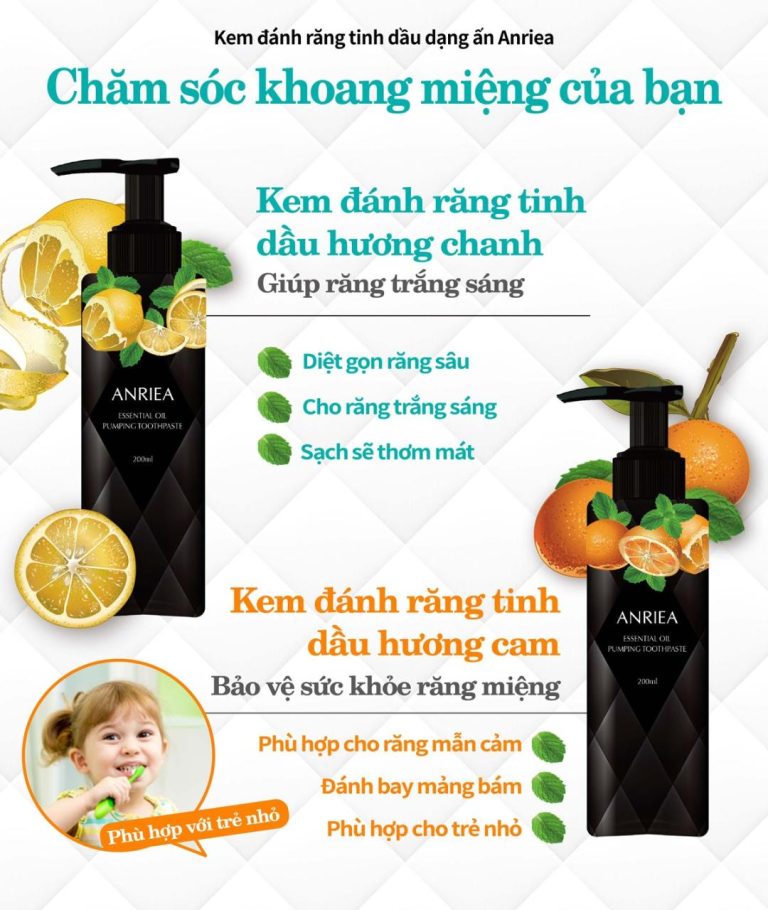 Kem đánh răng tinh dầu dạng ấn Anriea
Chăm sóc khoang miệng của bạn
Kem đánh răng tinh
dầu hương chanh
Giúp răng trắng sáng
Diệt gọn răng sâu
Cho răng trắng sáng
Sạch sẽ thơm mát
ANRIEA
ESSENTIAL OIL
PUMPING TOOTHPASTE
200ml
Kem đánh răng tinh
dầu hương cam
Bảo vệ sức khỏe răng miệng
Phù hợp cho răng mẫn cảm
Đánh bay mảng bám
Phù hợp cho trẻ nhỏ
ANRIEA
ESSENTIAL OIL
PUMPING TOOTHPASTE
200ml
Phù hợp với trẻ nhỏ